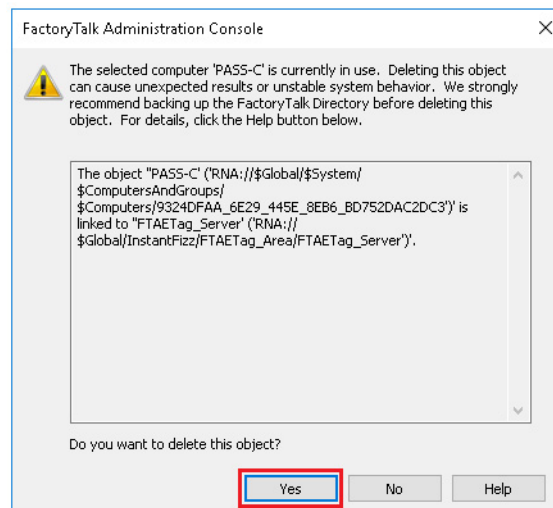 FactoryTalk Administration Console
The selected computer 'PASS-C' is currently in use. Deleting this object
can cause unexpected results or unstable system behavior. We strongly
recommend backing up the FactoryTalk Directory before deleting this
object. For details, click the Help button below.
The object "PASS-C' ('RNA://$Global/$System/
$ComputersAndGroups/
$Computers/9324DFAA_6E29_445E_8EB6_BD752DAC2DC3')' is
linked to "FTAETag_Server' ('RNA://
$Global/InstantFizz/FTAETag_Area/FTAETag_Server')'.
Do you want to delete this object?
Yes
No
Help